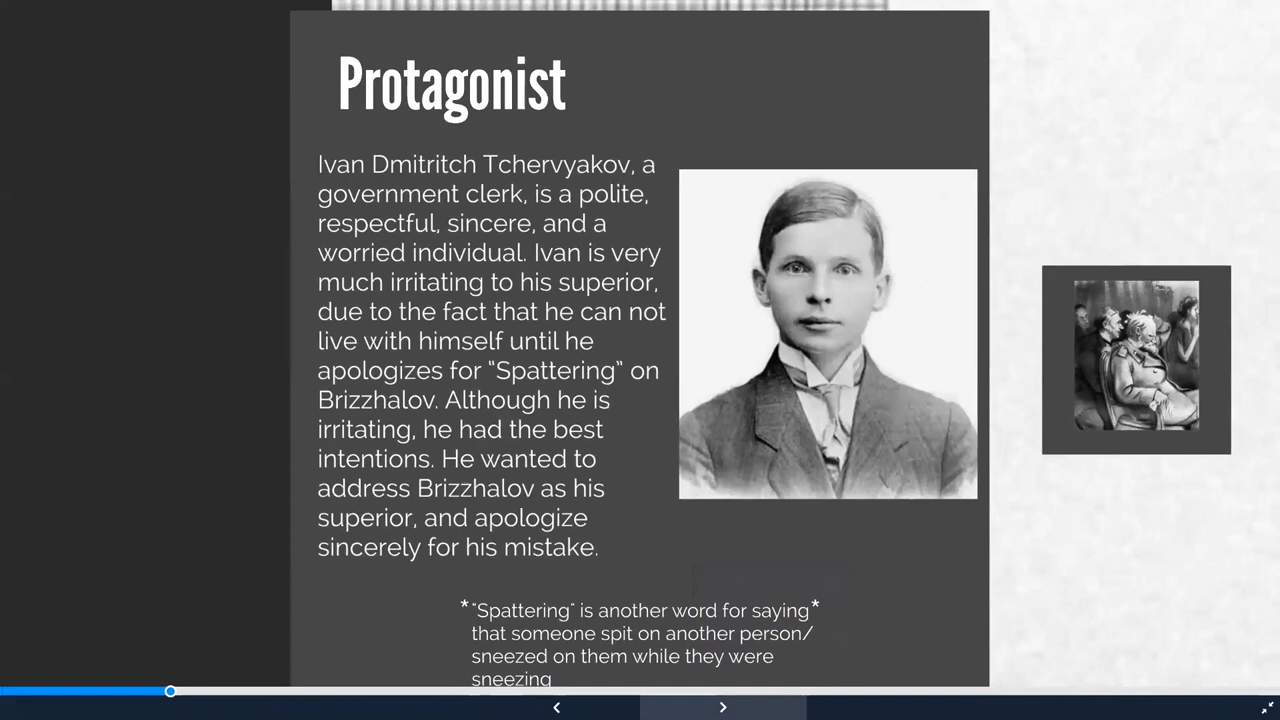 Protagonist
Ivan Dmitritch Tchervyakov, a
government clerk, is a polite,
respectful, sincere, and a
worried individual. Ivan is very
much irritating to his superior,
due to the fact that he can not
live with himself until he
apologizes for “Spattering” on
Brizzhalov. Although he is
irritating, he had the best
intentions. He wanted to
address Brizzhalov as his
superior, and apologize
sincerely for his mistake.
*"Spattering" is another word for saying*
that someone spit on another person/
sneezed on them while they were
sneezing